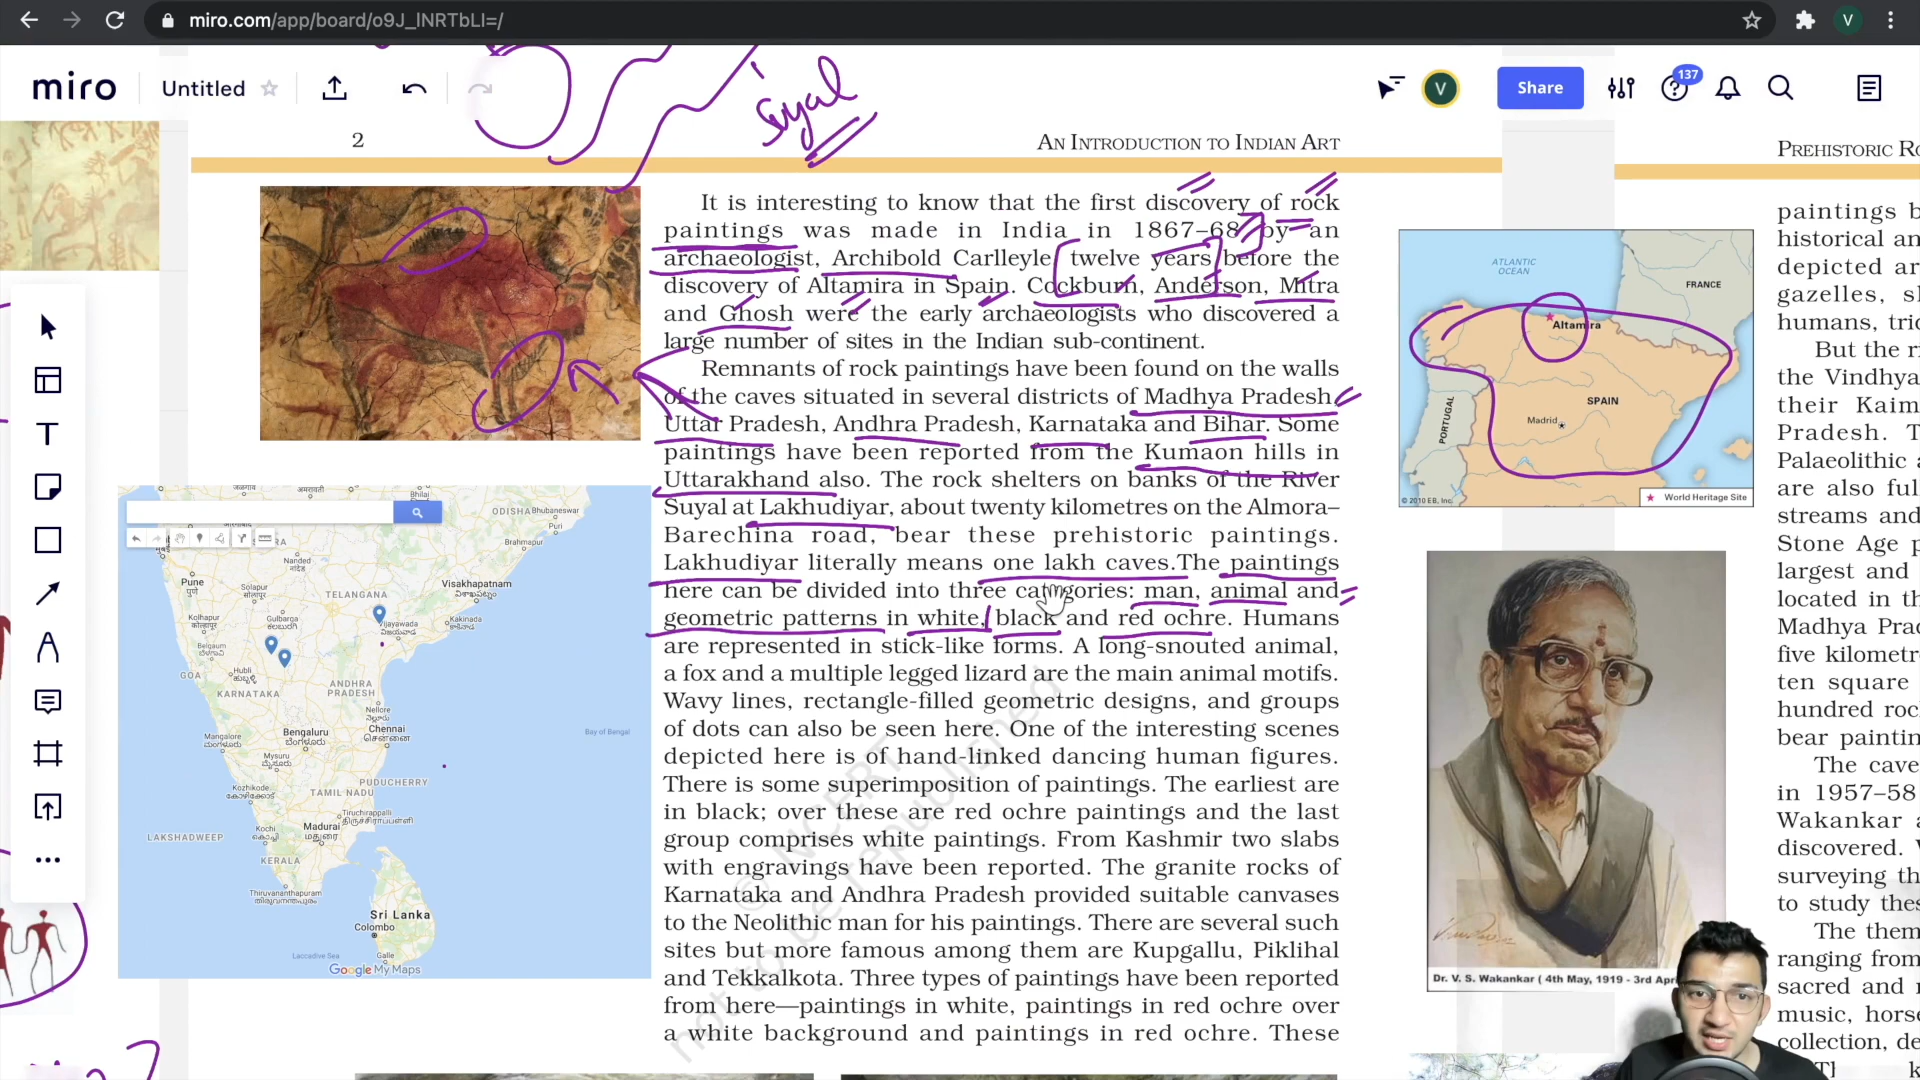 miro.com/app/board/o9J_lNRTbLI=/
V
miro
Untitled
V
Share
137
Suyal
2
AN INTRODUCTION TO INDIAN ART
It is interesting to know that the first discovery of rock
paintings was made in India in 1867–68 by an
archaeologist, Archibold Carlleyle, twelve years before the
discovery of Altamira in Spain. Cockburn, Anderson, Mitra
and Ghosh were the early archaeologists who discovered a
large number of sites in the Indian sub-continent.
Remnants of rock paintings have been found on the walls
of the caves situated in several districts of Madhya Pradesh,
Uttar Pradesh, Andhra Pradesh, Karnataka and Bihar. Some
paintings have been reported from the Kumaon hills in
Uttarakhand also. The rock shelters on banks of the River
Suyal at Lakhudiyar, about twenty kilometres on the Almora–
Barechina road, bear these prehistoric paintings.
Lakhudiyar literally means one lakh caves.The paintings
here can be divided into three categories: man, animal and
geometric patterns in white, black and red ochre. Humans
are represented in stick-like forms. A long-snouted animal,
a fox and a multiple legged lizard are the main animal motifs.
Wavy lines, rectangle-filled geometric designs, and groups
of dots can also be seen here. One of the interesting scenes
depicted here is of hand-linked dancing human figures.
There is some superimposition of paintings. The earliest are
in black; over these are red ochre paintings and the last
group comprises white paintings. From Kashmir two slabs
with engravings have been reported. The granite rocks of
Karnataka and Andhra Pradesh provided suitable canvases
to the Neolithic man for his paintings. There are several such
sites but more famous among them are Kupgallu, Piklihal
and Tekkalkota. Three types of paintings have been reported
from here—paintings in white, paintings in red ochre over
a white background and paintings in red ochre. These
© NCERT
not to be republished
Bhilai
ODISHA
Bhubaneswar
Puri
Brahmapur
Nanded
Pune
Solapur
Visakhapatnam
TELANGANA
Kolhapur
Gulbarga
Vijayawada
Kakinada
Belgaum
GOA
Hubli
KARNATAKA
ANDHRA
PRADESH
Nellore
Mangalore
Bengaluru
Chennai
Mysuru
Bay of Bengal
PUDUCHERRY
Kozhikode
TAMIL NADU
Tiruchirappalli
Kochi
LAKSHADWEEP
Madurai
KERALA
Thiruvananthapuram
Sri Lanka
Colombo
Galle
Laccadive Sea
Google My Maps
ATLANTIC
OCEAN
FRANCE
Altamira
SPAIN
PORTUGAL
Madrid
© 2010 EB, Inc.
World Heritage Site
Dr. V. S. Wakankar ( 4th May, 1919 - 3rd Apri
PREHISTORIC RO
paintings b
historical an
depicted ar
gazelles, s
humans, tric
But the ri
the Vindhya
their Kaim
Pradesh. T
Palaeolithic a
are also ful
streams and
Stone Age p
largest and
located in th
Madhya Prad
five kilometre
ten square
hundred roc
bear paintin
The cave
in 1957–58
Wakankar a
discovered. W
surveying th
to study thes
The them
ranging from
sacred and r
music, horse
collection, de